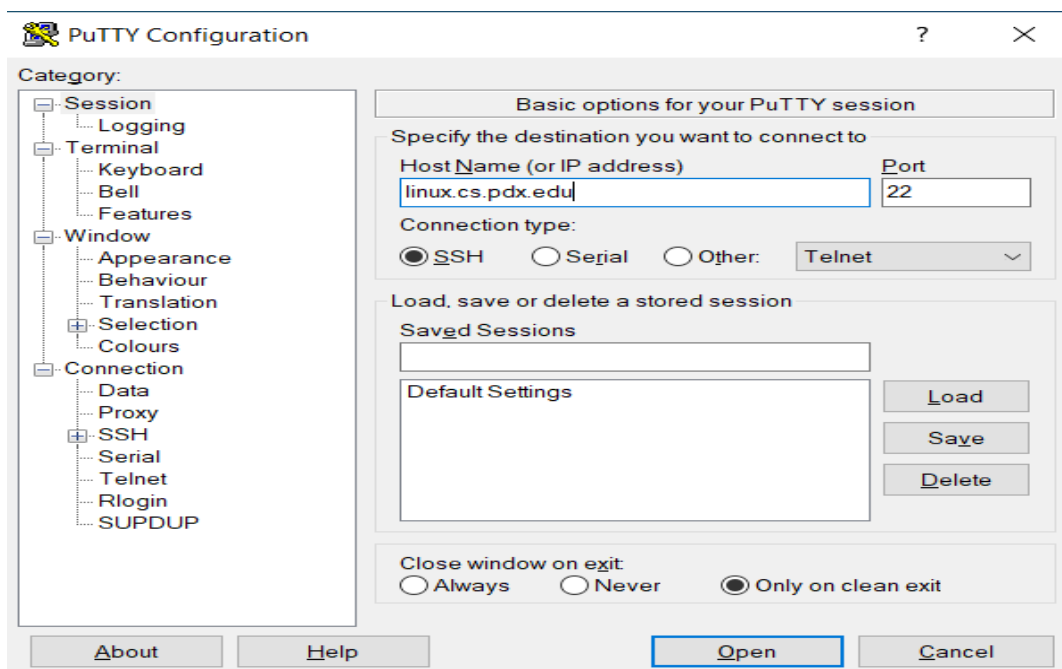 PuTTY Configuration
?
Category:
Session
Logging
Terminal
Keyboard
Bell
Features
Window
Appearance
Behaviour
Translation
Selection
Colours
Connection
Data
Proxy
SSH
Serial
Telnet
Rlogin
SUPDUP
Basic options for your PuTTY session
Specify the destination you want to connect to
Host Name (or IP address) Port
linux.cs.pdx.edu 22
Connection type:
SSH Serial Other: Telnet
Load, save or delete a stored session
Saved Sessions
Default Settings
Load
Save
Delete
Close window on exit:
Always Never Only on clean exit
About Help Open Cancel